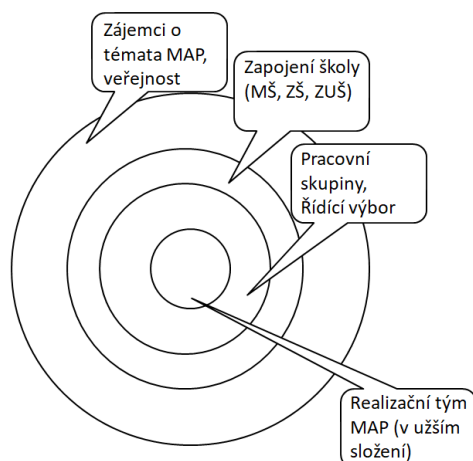 Zájemci o
témata MAP,
veřejnost
Zapojení školy
(MŠ, ZŠ, ZUŠ)
Pracovní
skupiny,
Řídící výbor
Realizační tým
MAP (v užším
složení)